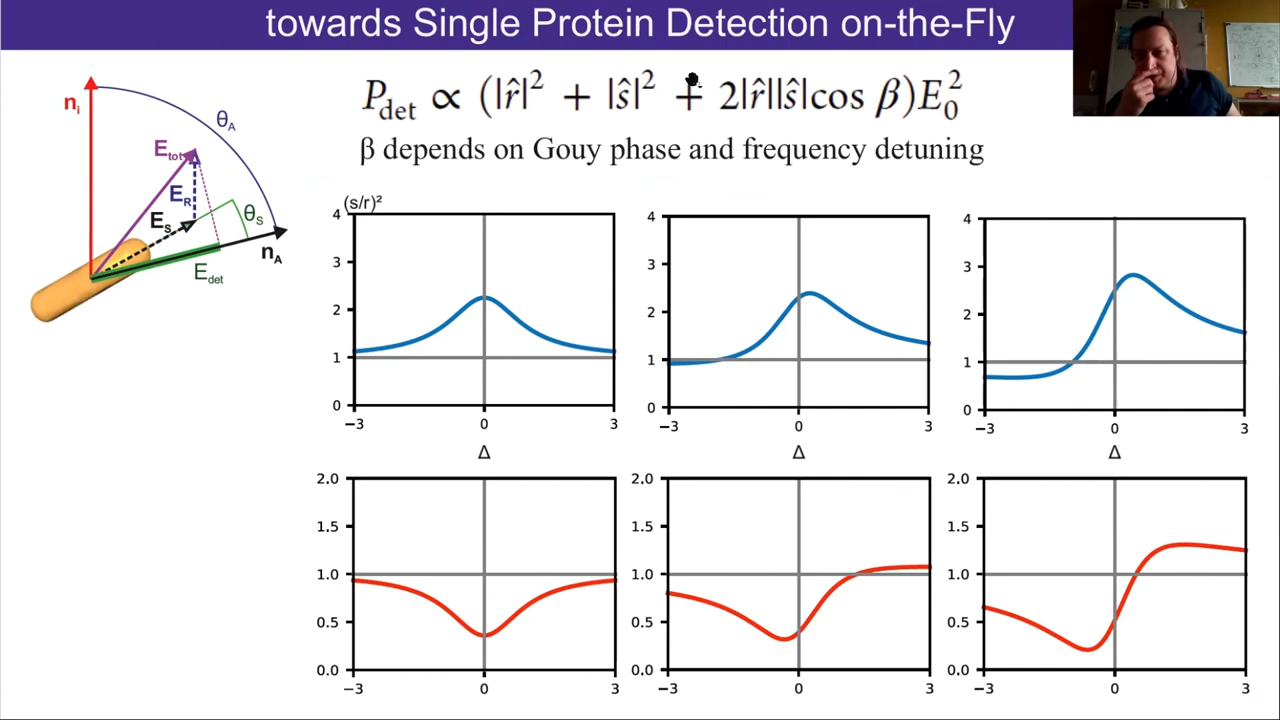 towards Single Protein Detection on-the-Fly
P_det ∝ (|r̂|² + |ŝ|² ∓ 2|r̂||ŝ|cos β)E₀²
β depends on Gouy phase and frequency detuning
n_i
θ_A
E_tot
E_R
E_S
θ_S
n_A
E_det
(s/r)²
4
3
2
1
0
−3 0 3
Δ
4
3
2
1
0
−3 0 3
Δ
4
3
2
1
0
−3 0 3
Δ
2.0
1.5
1.0
0.5
0.0
−3 0 3
2.0
1.5
1.0
0.5
0.0
−3 0 3
2.0
1.5
1.0
0.5
0.0
−3 0 3